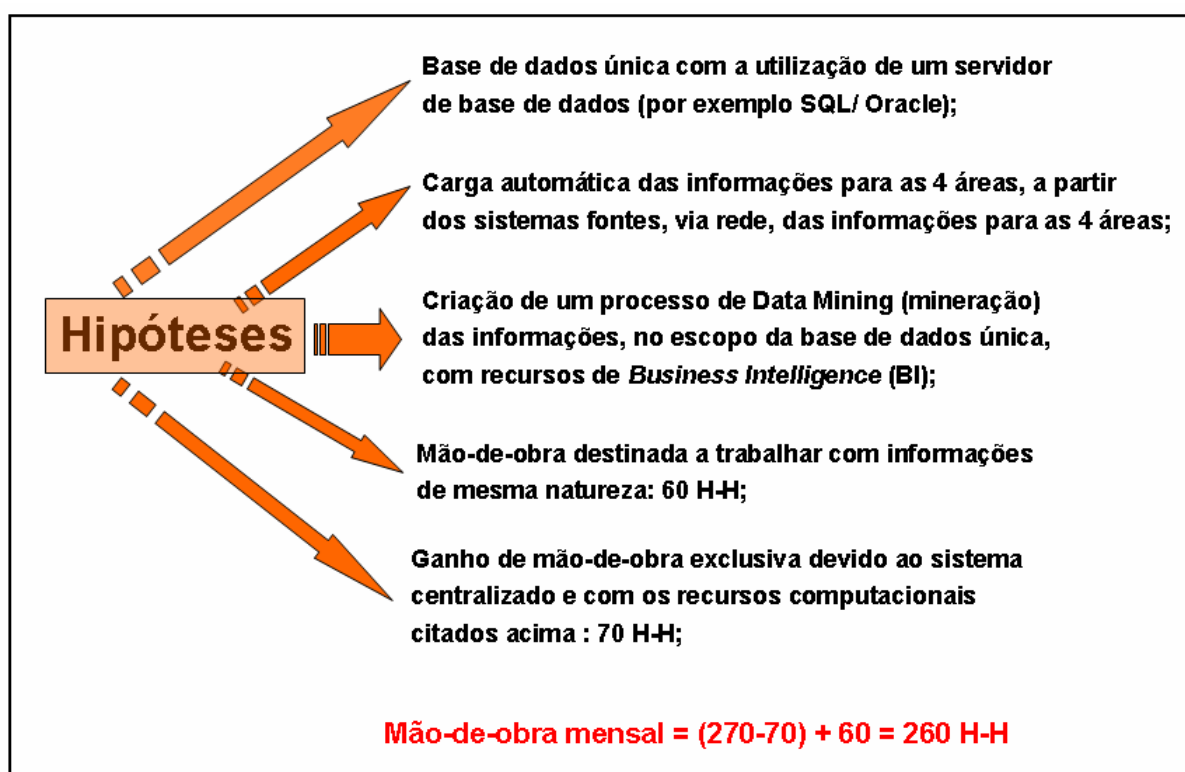 Base de dados única com a utilização de um servidor
de base de dados (por exemplo SQL/ Oracle);
Carga automática das informações para as 4 áreas, a partir
dos sistemas fontes, via rede, das informações para as 4 áreas;
Hipóteses
Criação de um processo de Data Mining (mineração)
das informações, no escopo da base de dados única,
com recursos de Business Intelligence (BI);
Mão-de-obra destinada a trabalhar com informações
de mesma natureza: 60 H-H;
Ganho de mão-de-obra exclusiva devido ao sistema
centralizado e com os recursos computacionais
citados acima : 70 H-H;
Mão-de-obra mensal = (270-70) + 60 = 260 H-H